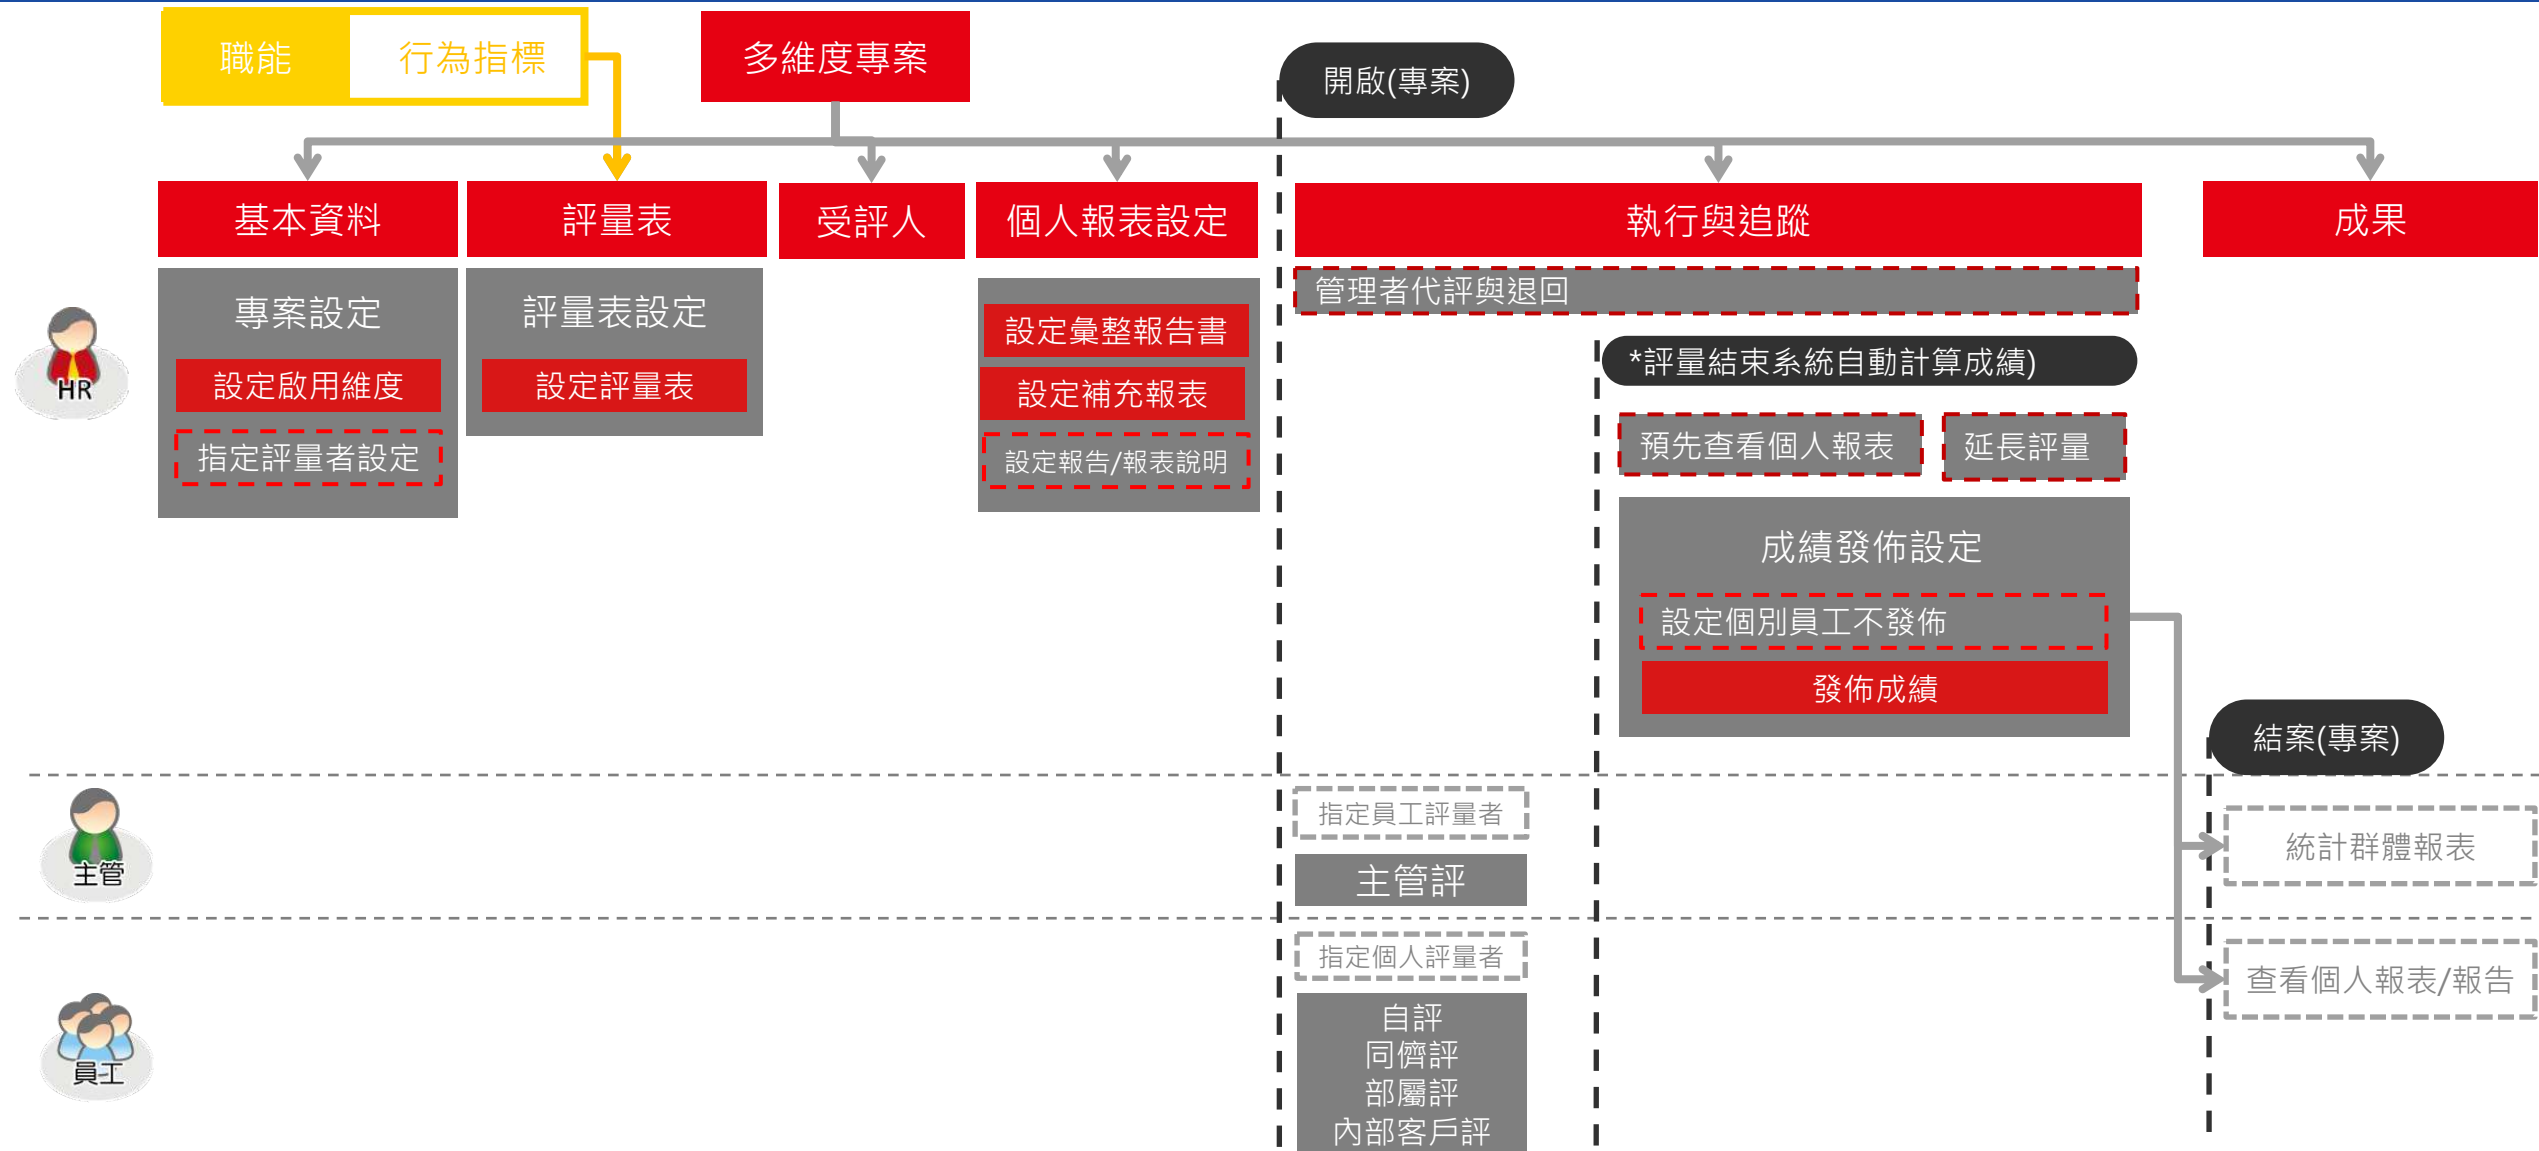 職能
行為指標
多維度專案
開啟(專案)
基本資料
評量表
受評人
個人報表設定
執行與追蹤
成果
專案設定
設定啟用維度
指定評量者設定
評量表設定
設定評量表
設定彙整報告書
設定補充報表
設定報告/報表說明
管理者代評與退回
*評量結束系統自動計算成績)
預先查看個人報表
延長評量
成績發佈設定
設定個別員工不發佈
發佈成績
HR
結案(專案)
主管
指定員工評量者
主管評
統計群體報表
員工
指定個人評量者
自評
同儕評
部屬評
內部客戶評
查看個人報表/報告